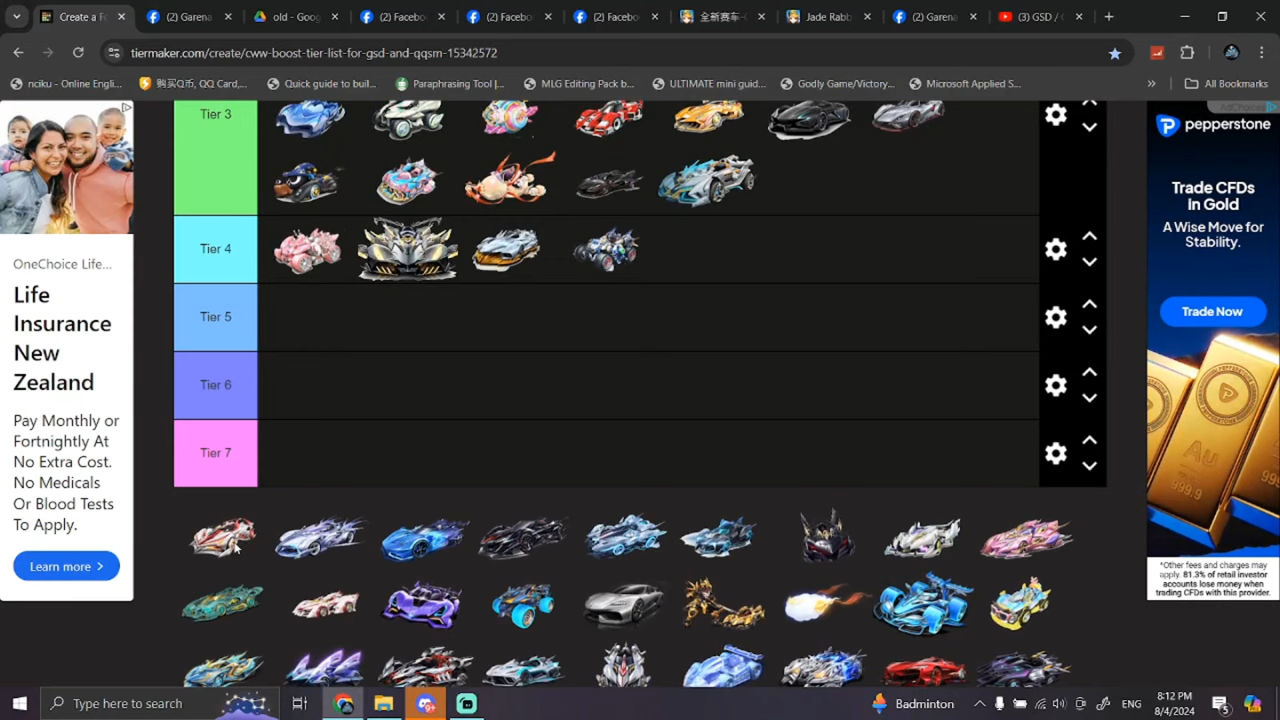 Create a F
(2) Garena
old - Goog
(2) Facebo
(2) Facebo
(2) Facebo
全新赛车 - C
Jade Rabb
(2) Garena
(3) GSD / C
tiermaker.com/create/cww-boost-tier-list-for-gsd-and-qqsm-15342572
nciku - Online Engli...
购买Q币, QQ Card,...
Quick guide to buil...
Paraphrasing Tool |...
MLG Editing Pack b...
ULTIMATE mini guid...
Godly Game/Victory...
Microsoft Applied S...
All Bookmarks
Tier 3
Tier 4
Tier 5
Tier 6
Tier 7
OneChoice Life...
Life
Insurance
New
Zealand
Pay Monthly or
Fortnightly At
No Extra Cost.
No Medicals
Or Blood Tests
To Apply.
Learn more
AdChoices
pepperstone
Trade CFDs
in Gold
A Wise Move for
Stability.
Trade Now
Au
999.9
*Other fees and charges may
apply. 81.3% of retail investor
accounts lose money when
trading CFDs with this provider.
Type here to search
Badminton
ENG
8:12 PM
8/4/2024
5